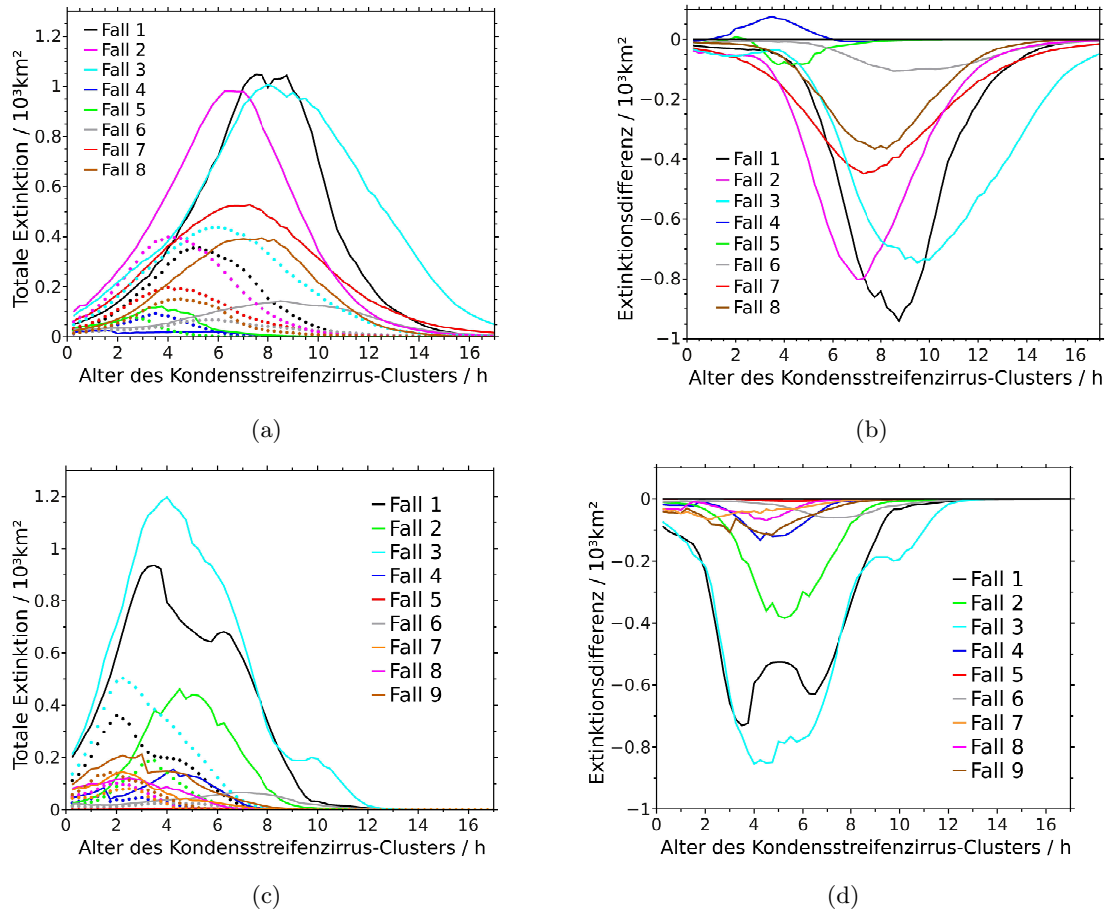 Totale Extinktion / 10³km²
1.2
1
0.8
0.6
0.4
0.2
0
Fall 1
Fall 2
Fall 3
Fall 4
Fall 5
Fall 6
Fall 7
Fall 8
0 2 4 6 8 10 12 14 16
Alter des Kondensstreifenzirrus-Clusters / h
(a)
Extinktionsdifferenz / 10³km²
0
−0.2
−0.4
−0.6
−0.8
−1
Fall 1
Fall 2
Fall 3
Fall 4
Fall 5
Fall 6
Fall 7
Fall 8
0 2 4 6 8 10 12 14 16
Alter des Kondensstreifenzirrus-Clusters / h
(b)
Totale Extinktion / 10³km²
1.2
1
0.8
0.6
0.4
0.2
0
Fall 1
Fall 2
Fall 3
Fall 4
Fall 5
Fall 6
Fall 7
Fall 8
Fall 9
0 2 4 6 8 10 12 14 16
Alter des Kondensstreifenzirrus-Clusters / h
(c)
Extinktionsdifferenz / 10³km²
0
−0.2
−0.4
−0.6
−0.8
−1
Fall 1
Fall 2
Fall 3
Fall 4
Fall 5
Fall 6
Fall 7
Fall 8
Fall 9
0 2 4 6 8 10 12 14 16
Alter des Kondensstreifenzirrus-Clusters / h
(d)